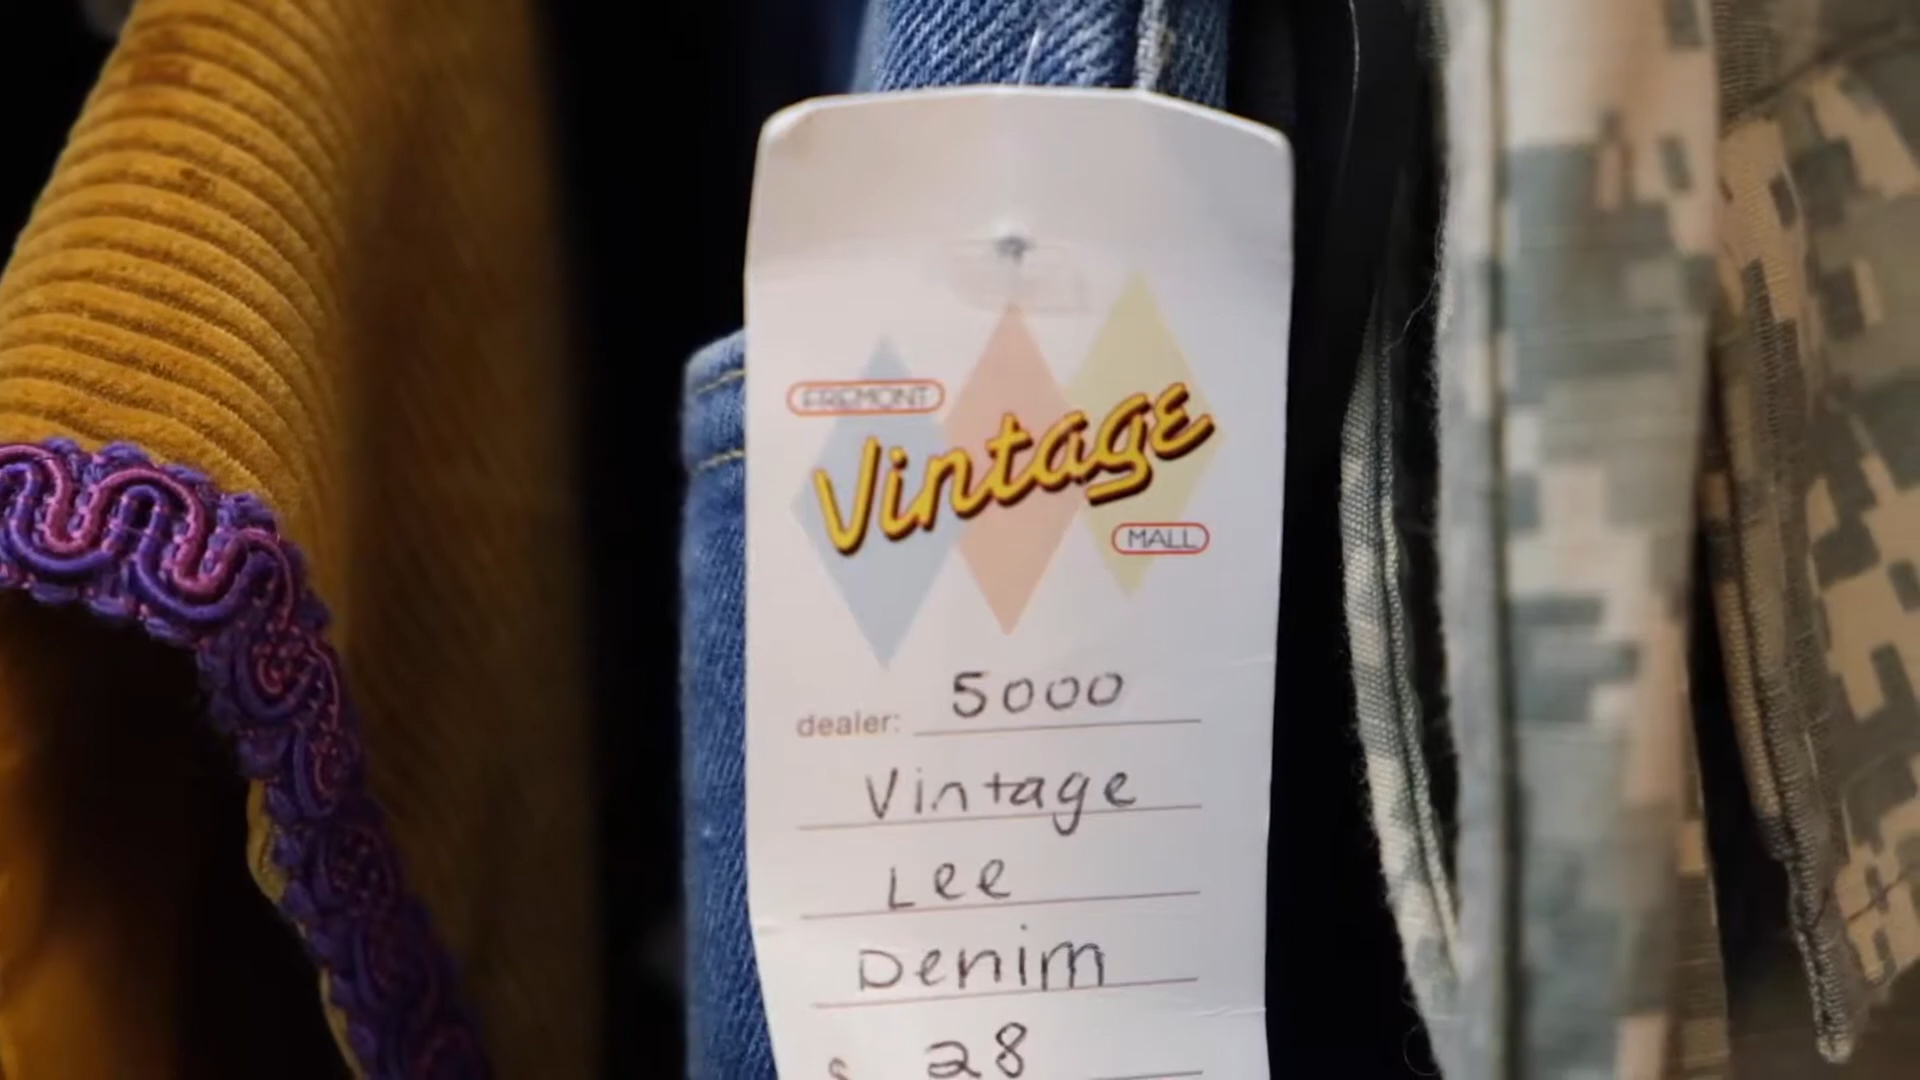 FREMONT
Vintage
MALL
dealer: 5000
Vintage
Lee
Denim
$ 28